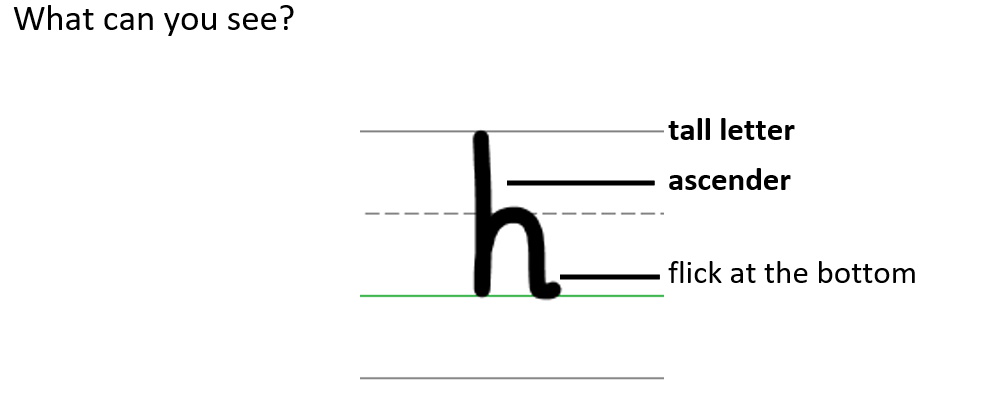 What can you see?
tall letter
ascender
h
flick at the bottom